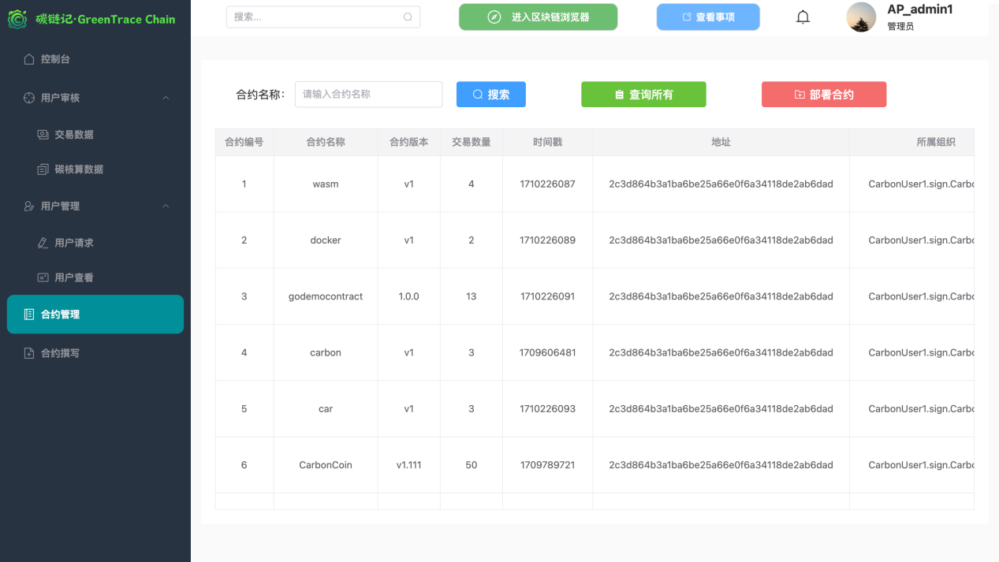 碳链记·GreenTrace Chain
控制台
用户审核
交易数据
碳核算数据
用户管理
用户请求
用户查看
合约管理
合约撰写
搜索...
进入区块链浏览器
查看事项
AP_admin1
管理员
合约名称：
请输入合约名称
搜索
查询所有
部署合约
合约编号 合约名称 合约版本 交易数量 时间戳 地址 所属组织
1 wasm v1 4 1710226087 2c3d864b3a1ba6be25a66e0f6a34118de2ab6dad CarbonUser1.sign.Carbo
2 docker v1 2 1710226089 2c3d864b3a1ba6be25a66e0f6a34118de2ab6dad CarbonUser1.sign.Carbo
3 godemocontract 1.0.0 13 1710226091 2c3d864b3a1ba6be25a66e0f6a34118de2ab6dad CarbonUser1.sign.Carbo
4 carbon v1 3 1709606481 2c3d864b3a1ba6be25a66e0f6a34118de2ab6dad CarbonUser1.sign.Carbo
5 car v1 3 1710226093 2c3d864b3a1ba6be25a66e0f6a34118de2ab6dad CarbonUser1.sign.Carbo
6 CarbonCoin v1.111 50 1709789721 2c3d864b3a1ba6be25a66e0f6a34118de2ab6dad CarbonUser1.sign.Carbo